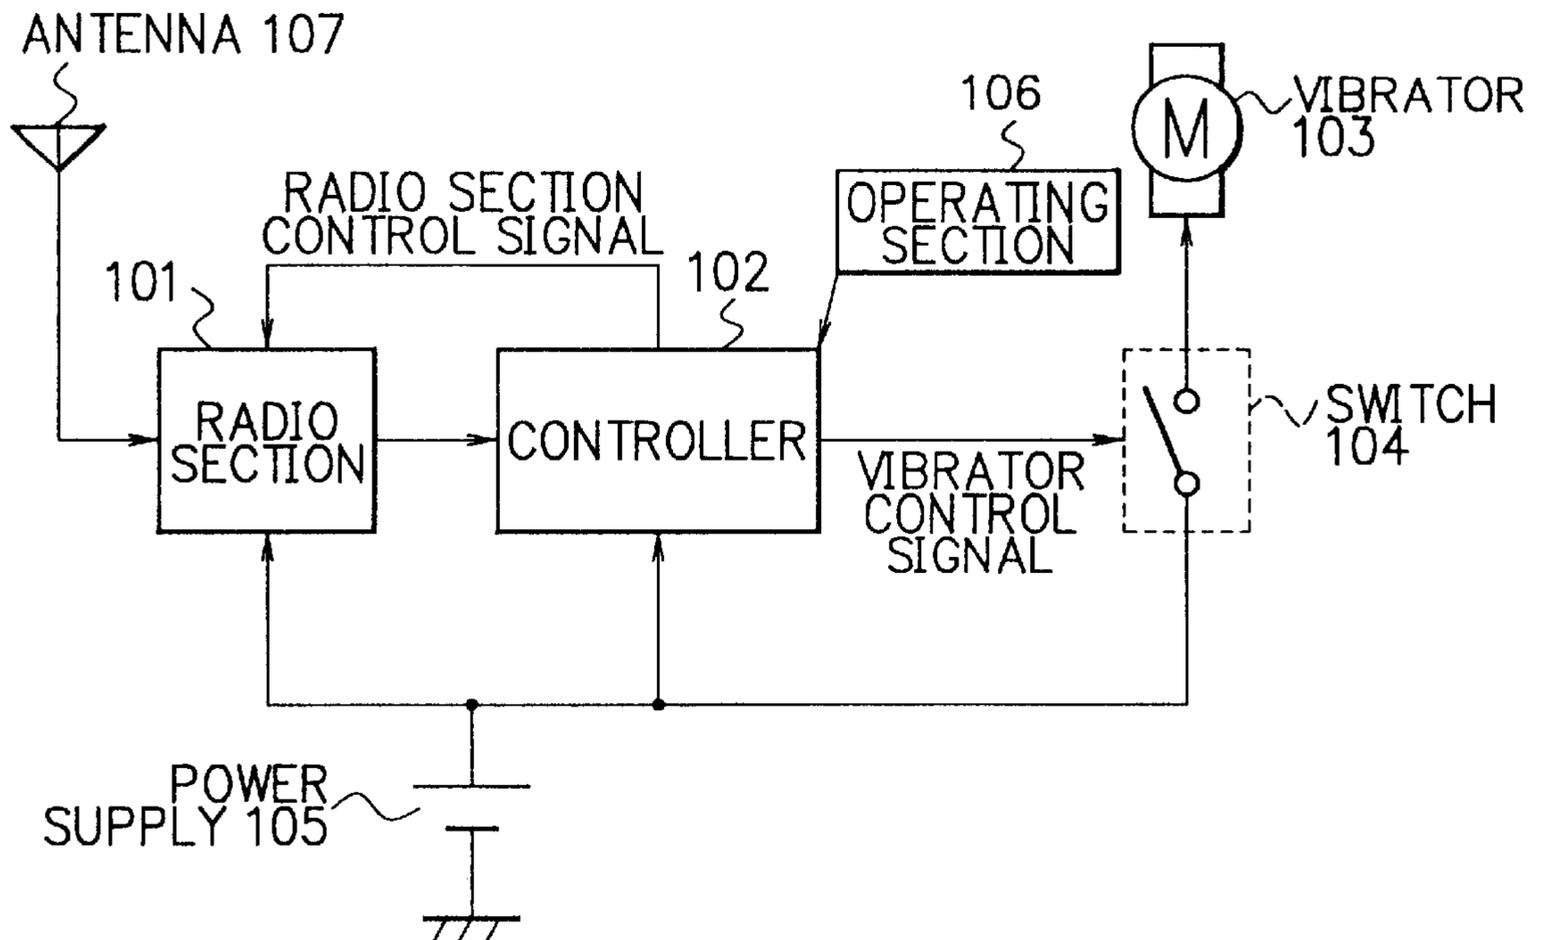 ANTENNA 107
106
VIBRATOR
103
M
RADIO SECTION
CONTROL SIGNAL
OPERATING
SECTION
101
102
RADIO
SECTION
CONTROLLER
SWITCH
104
VIBRATOR
CONTROL
SIGNAL
POWER
SUPPLY 105